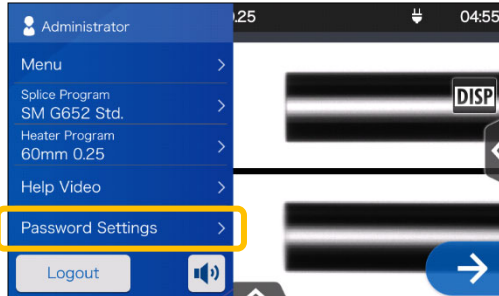 Administrator
.25
04:55
Menu
Splice Program
SM G652 Std.
DISP
Heater Program
60mm 0.25
Help Video
Password Settings
Logout